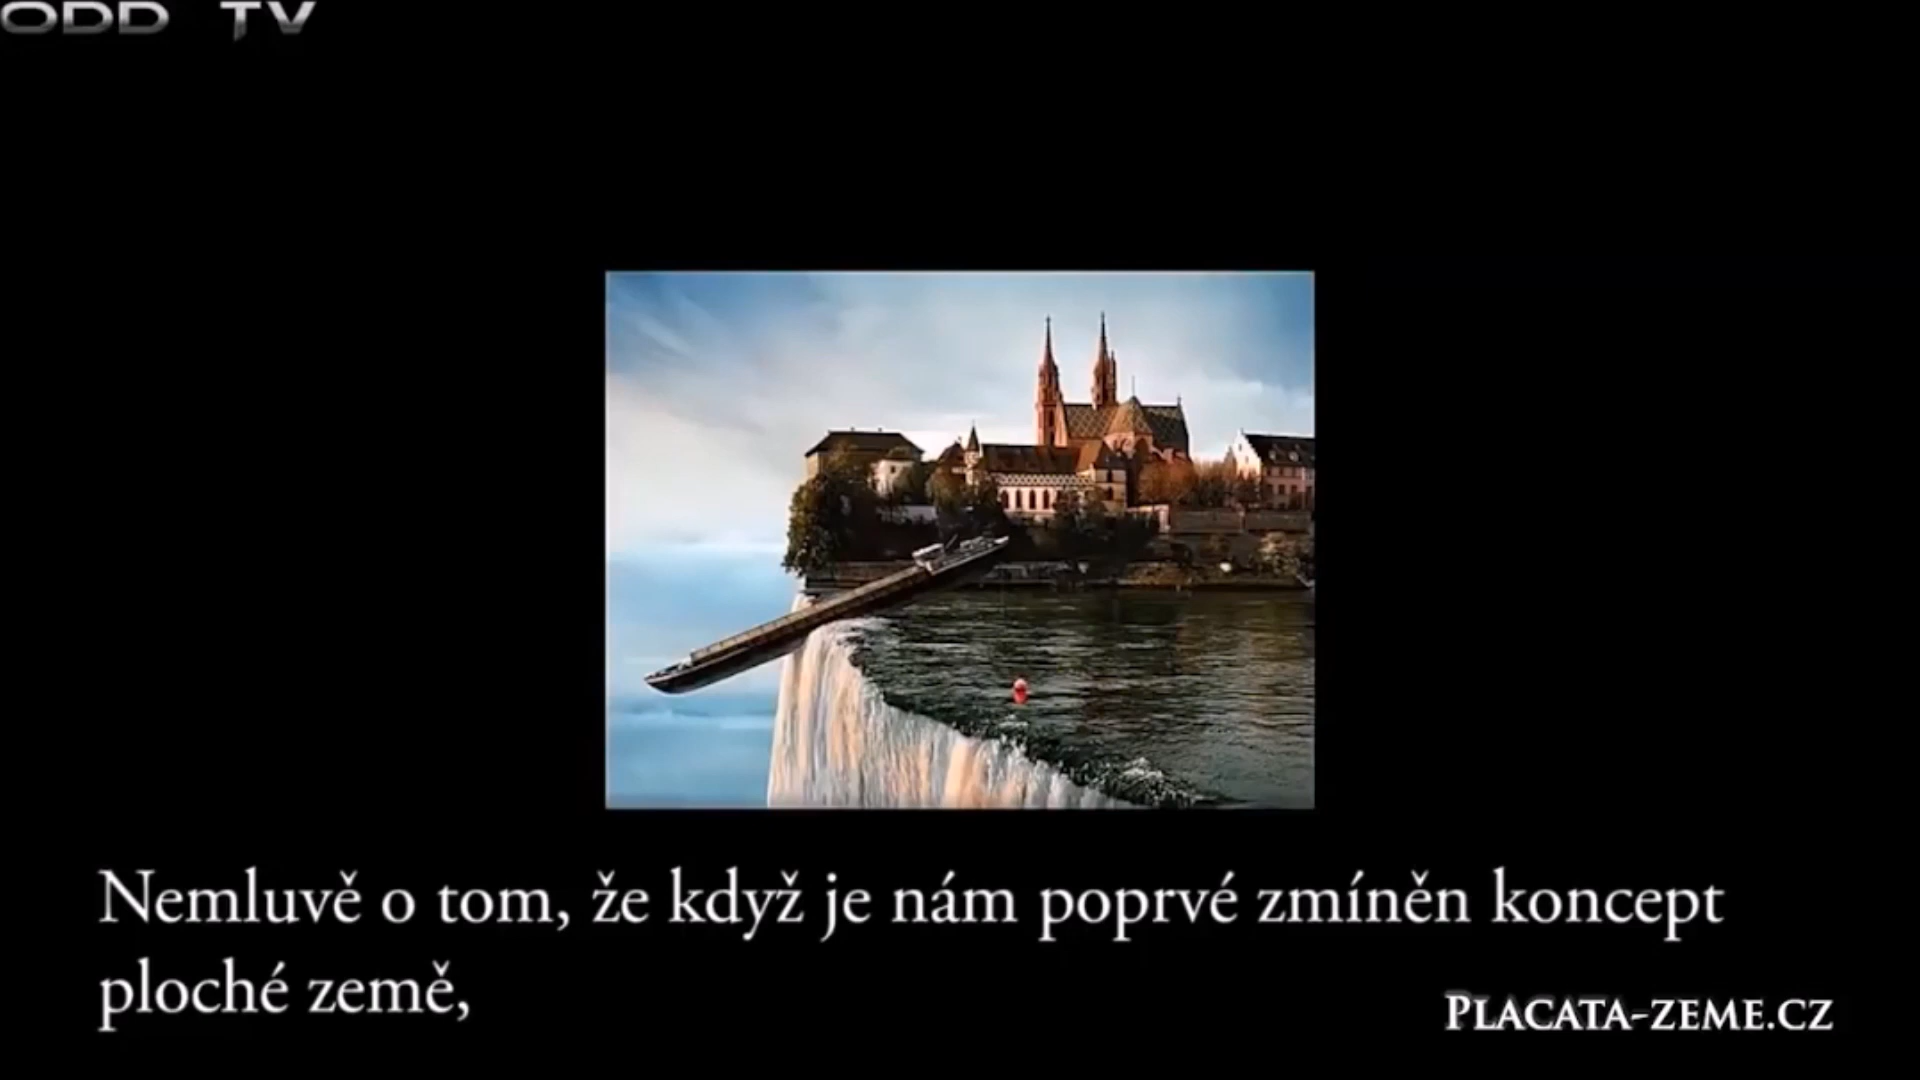 ODD TV
Nemluvě o tom, že když je nám poprvé zmíněn koncept
ploché země,
PLACATA-ZEME.CZ